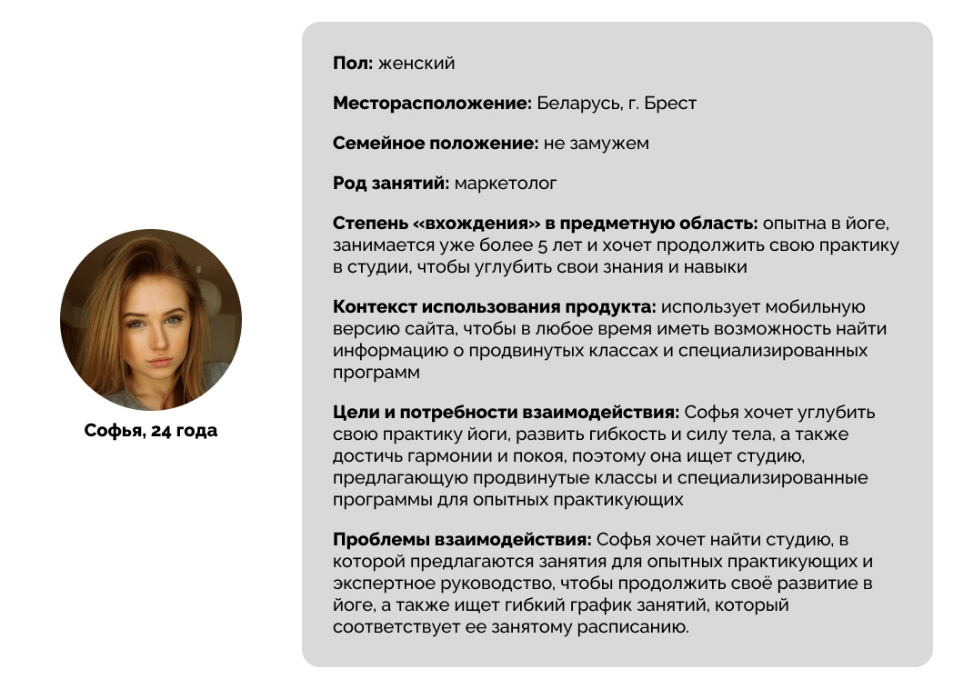 Пол: женский
Месторасположение: Беларусь, г. Брест
Семейное положение: не замужем
Род занятий: маркетолог
Степень «вхождения» в предметную область: опытна в йоге,
занимается уже более 5 лет и хочет продолжить свою практику
в студии, чтобы углубить свои знания и навыки
Контекст использования продукта: использует мобильную
версию сайта, чтобы в любое время иметь возможность найти
информацию о продвинутых классах и специализированных
программ
Цели и потребности взаимодействия: Софья хочет углубить
свою практику йоги, развить гибкость и силу тела, а также
достичь гармонии и покоя, поэтому она ищет студию,
предлагающую продвинутые классы и специализированные
программы для опытных практикующих
Проблемы взаимодействия: Софья хочет найти студию, в
которой предлагаются занятия для опытных практикующих и
экспертное руководство, чтобы продолжить своё развитие в
йоге, а также ищет гибкий график занятий, который
соответствует ее занятому расписанию.
Софья, 24 года